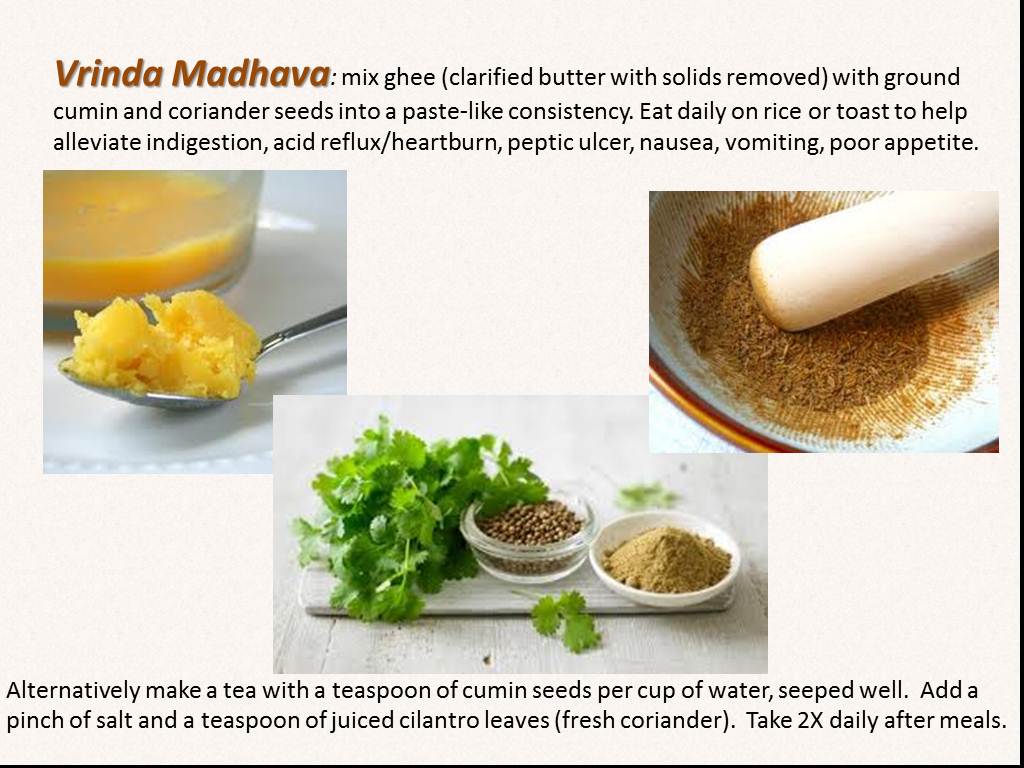 Vrinda Madhava: mix ghee (clarified butter with solids removed) with ground
cumin and coriander seeds into a paste-like consistency. Eat daily on rice or toast to help
alleviate indigestion, acid reflux/heartburn, peptic ulcer, nausea, vomiting, poor appetite.
Alternatively make a tea with a teaspoon of cumin seeds per cup of water, seeped well.  Add a
pinch of salt and a teaspoon of juiced cilantro leaves (fresh coriander).  Take 2X daily after meals.